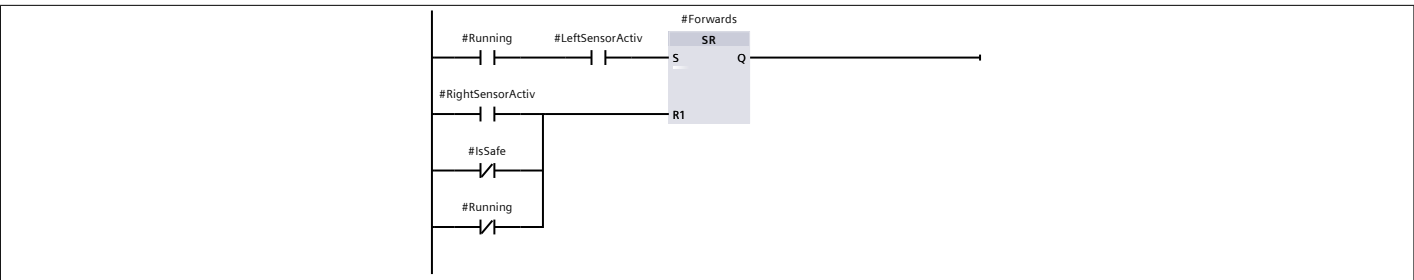 #Forwards
#Running #LeftSensorActiv SR
S Q
#RightSensorActiv
R1
#IsSafe
#Running